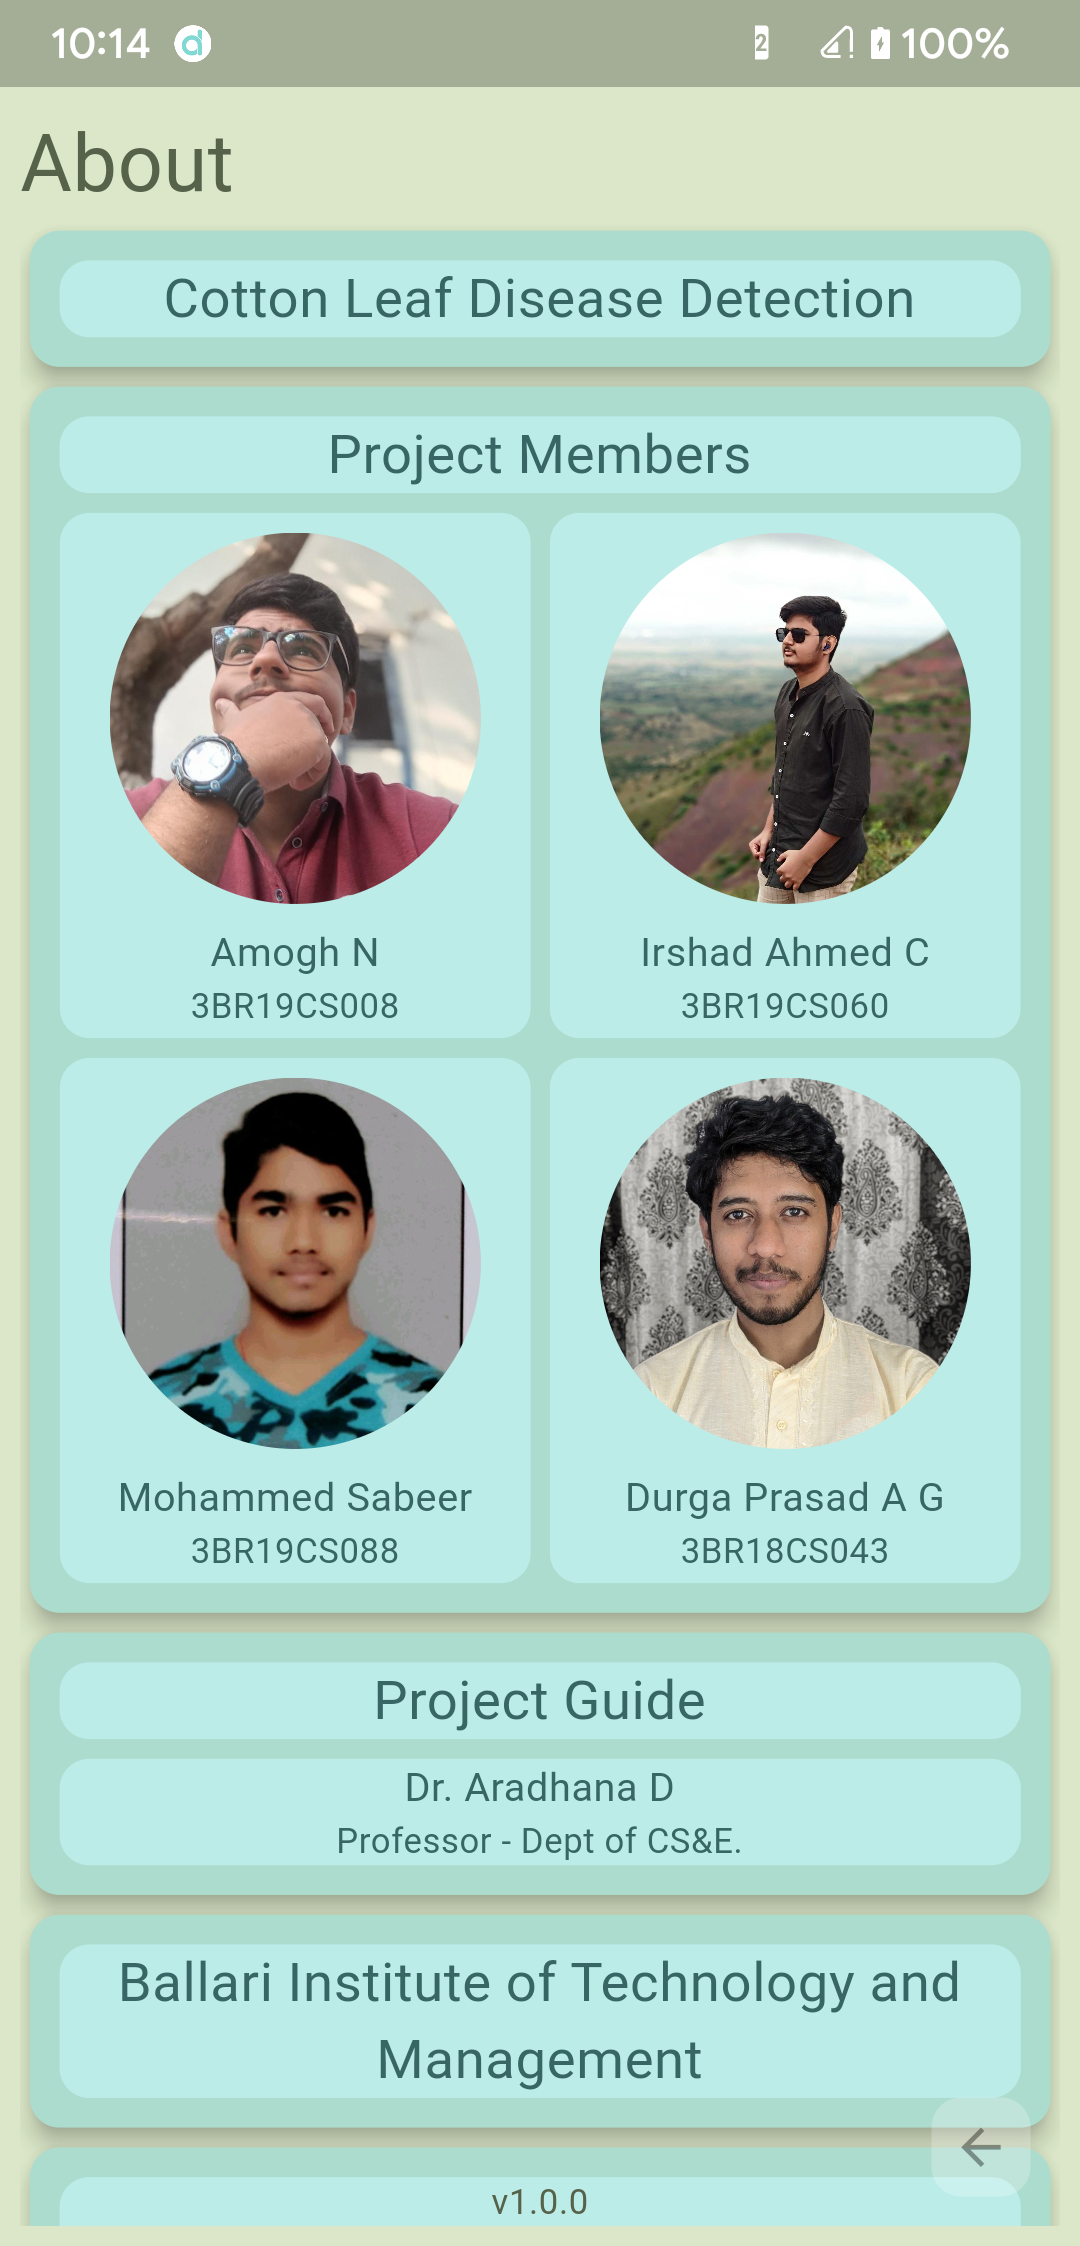 10:14
2
100%
About
Cotton Leaf Disease Detection
Project Members
Amogh N
3BR19CS008
Irshad Ahmed C
3BR19CS060
Mohammed Sabeer
3BR19CS088
Durga Prasad A G
3BR18CS043
Project Guide
Dr. Aradhana D
Professor - Dept of CS&E.
Ballari Institute of Technology and
Management
v1.0.0